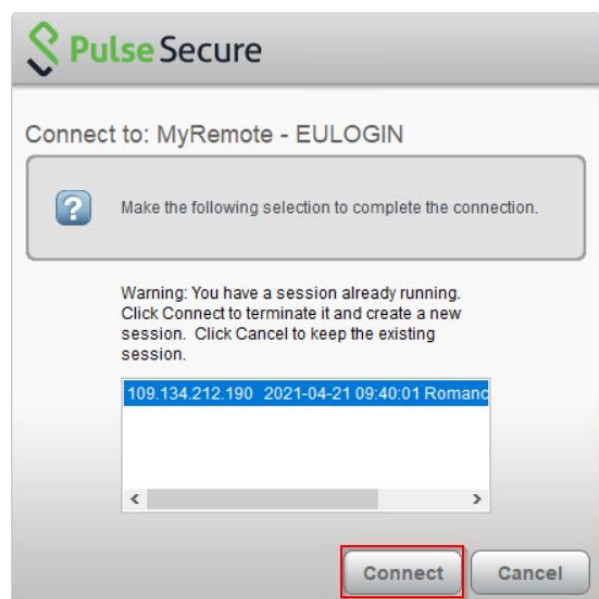 Pulse Secure
Connect to: MyRemote - EULOGIN
Make the following selection to complete the connection.
Warning: You have a session already running.
Click Connect to terminate it and create a new
session. Click Cancel to keep the existing
session.
109.134.212.190 2021-04-21 09:40:01 Romanc
Connect Cancel